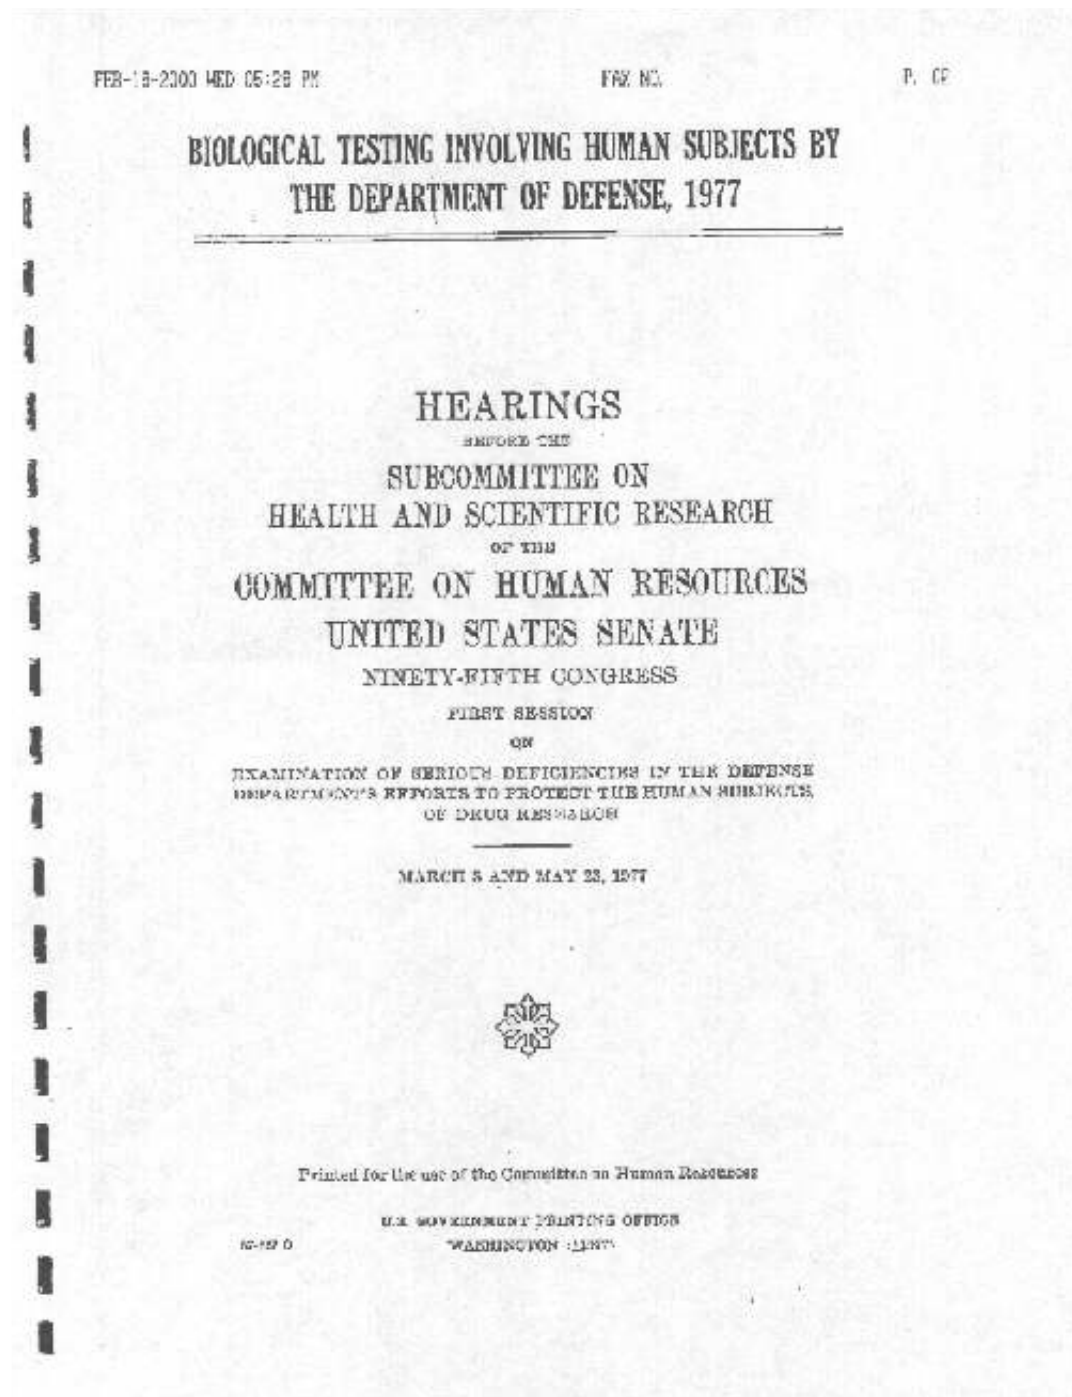 FEB-16-2000 WED 05:28 PM FAX NO. P. 02
BIOLOGICAL TESTING INVOLVING HUMAN SUBJECTS BY
THE DEPARTMENT OF DEFENSE, 1977
HEARINGS
BEFORE THE
SUBCOMMITTEE ON
HEALTH AND SCIENTIFIC RESEARCH
OF THE
COMMITTEE ON HUMAN RESOURCES
UNITED STATES SENATE
NINETY-FIFTH CONGRESS
FIRST SESSION
ON
EXAMINATION OF SERIOUS DEFICIENCIES IN THE DEFENSE
DEPARTMENT'S EFFORTS TO PROTECT THE HUMAN SUBJECTS
OF DRUG RESEARCH
MARCH 8 AND MAY 23, 1977
Printed for the use of the Committee on Human Resources
U.S. GOVERNMENT PRINTING OFFICE
WASHINGTON : 1977